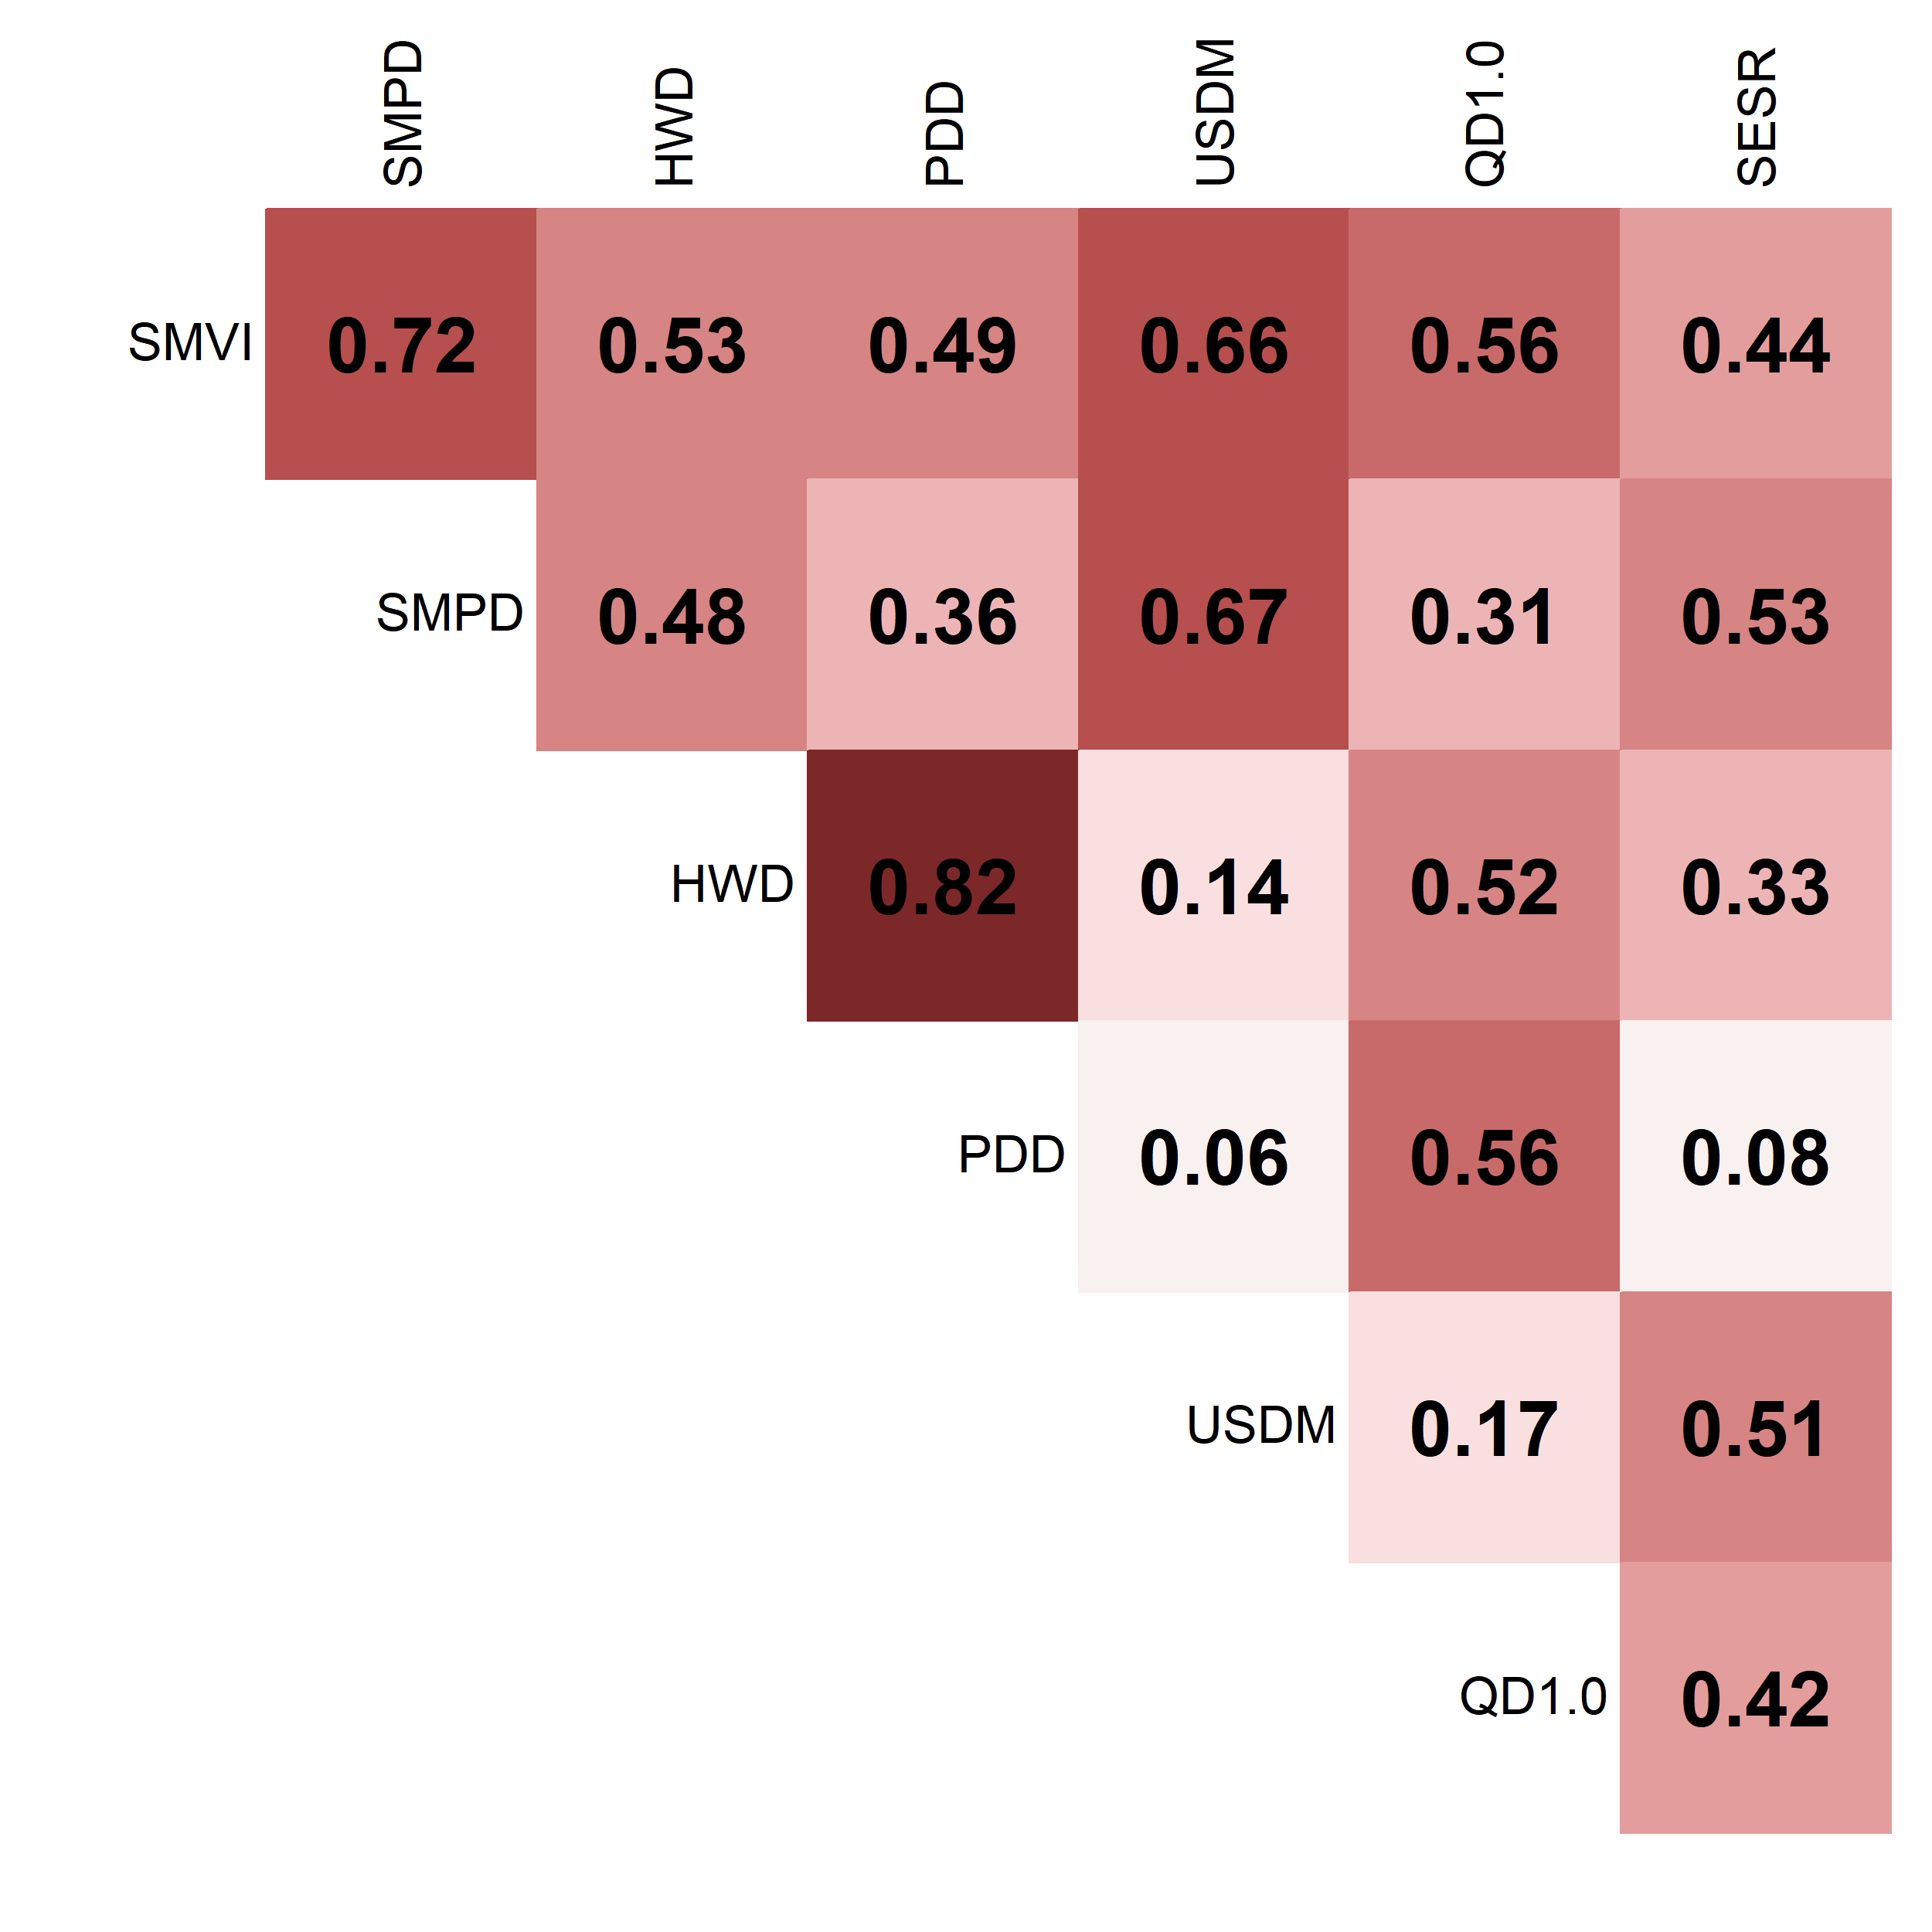 SMPD HWD PDD USDM QD1.0 SESR
SMVI 0.72 0.53 0.49 0.66 0.56 0.44
SMPD 0.48 0.36 0.67 0.31 0.53
HWD 0.82 0.14 0.52 0.33
PDD 0.06 0.56 0.08
USDM 0.17 0.51
QD1.0 0.42